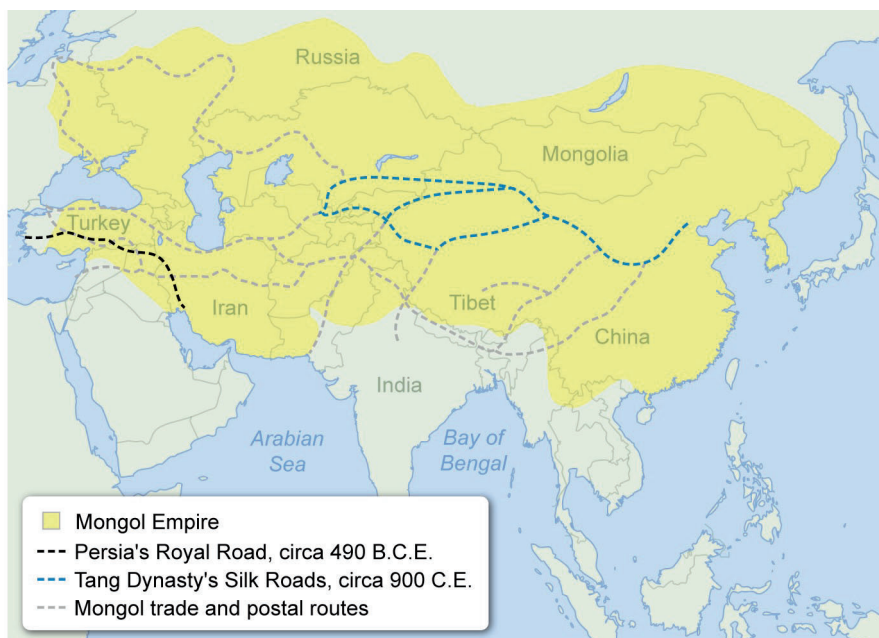 Russia
Mongolia
Turkey
Iran
Tibet
China
India
Arabian
Sea
Bay of
Bengal
Mongol Empire
Persia's Royal Road, circa 490 B.C.E.
Tang Dynasty's Silk Roads, circa 900 C.E.
Mongol trade and postal routes